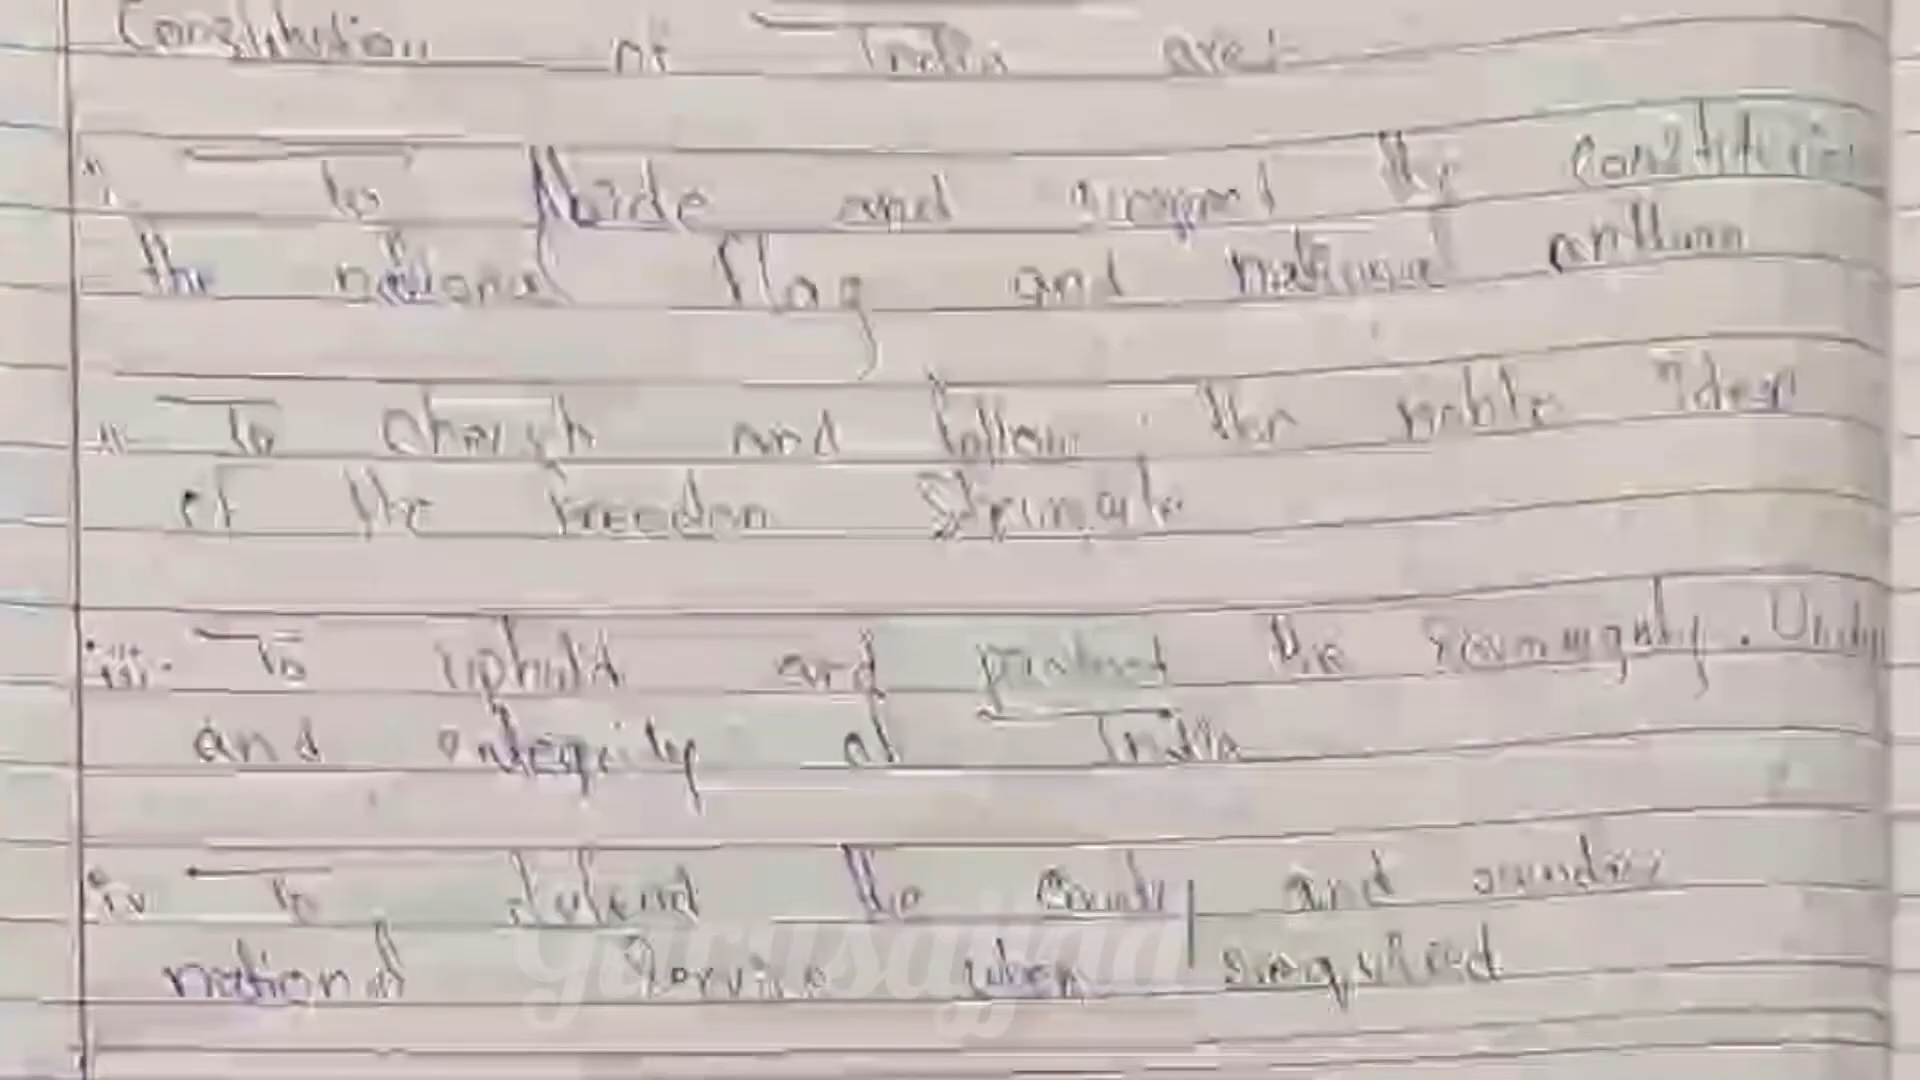 Constitution of India are:
i. To Abide and respect the constitution
the national flag and national anthem
ii. To cherish and follow the noble ideas
of the freedom Struggle
iii. To uphold and protect the Sovereignty. Unity
and integrity of India
iv To defend the Country and render
national Service when required
gurusayyad